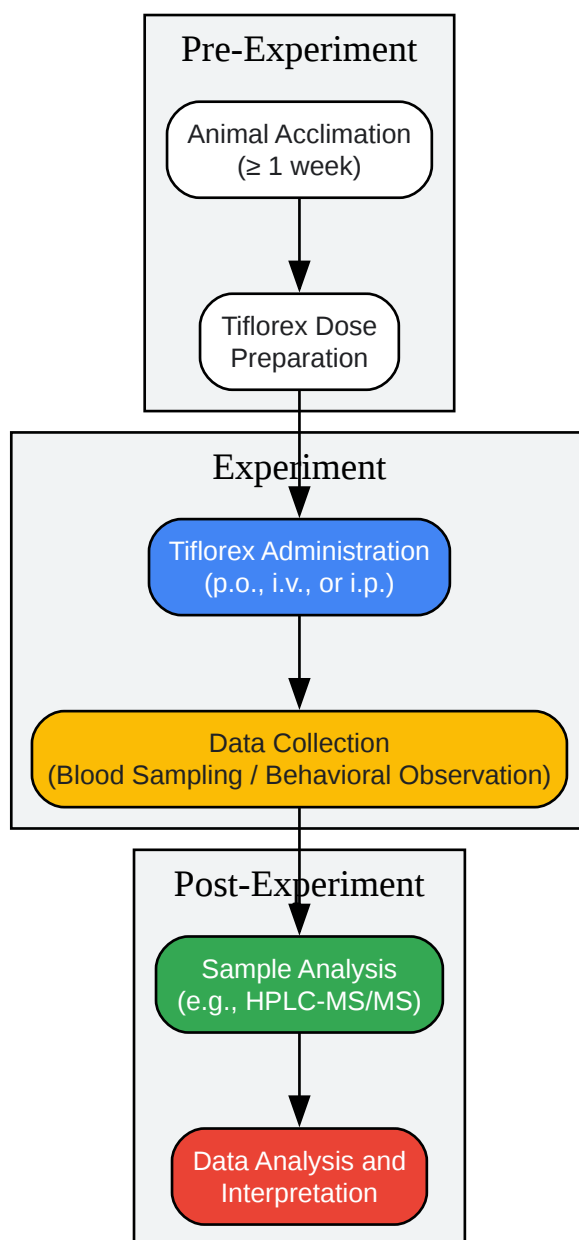 Pre-Experiment
Animal Acclimation
(≥ 1 week)
Tiflorex Dose
Preparation
Experiment
Tiflorex Administration
(p.o., i.v., or i.p.)
Data Collection
(Blood Sampling / Behavioral Observation)
Post-Experiment
Sample Analysis
(e.g., HPLC-MS/MS)
Data Analysis and
Interpretation